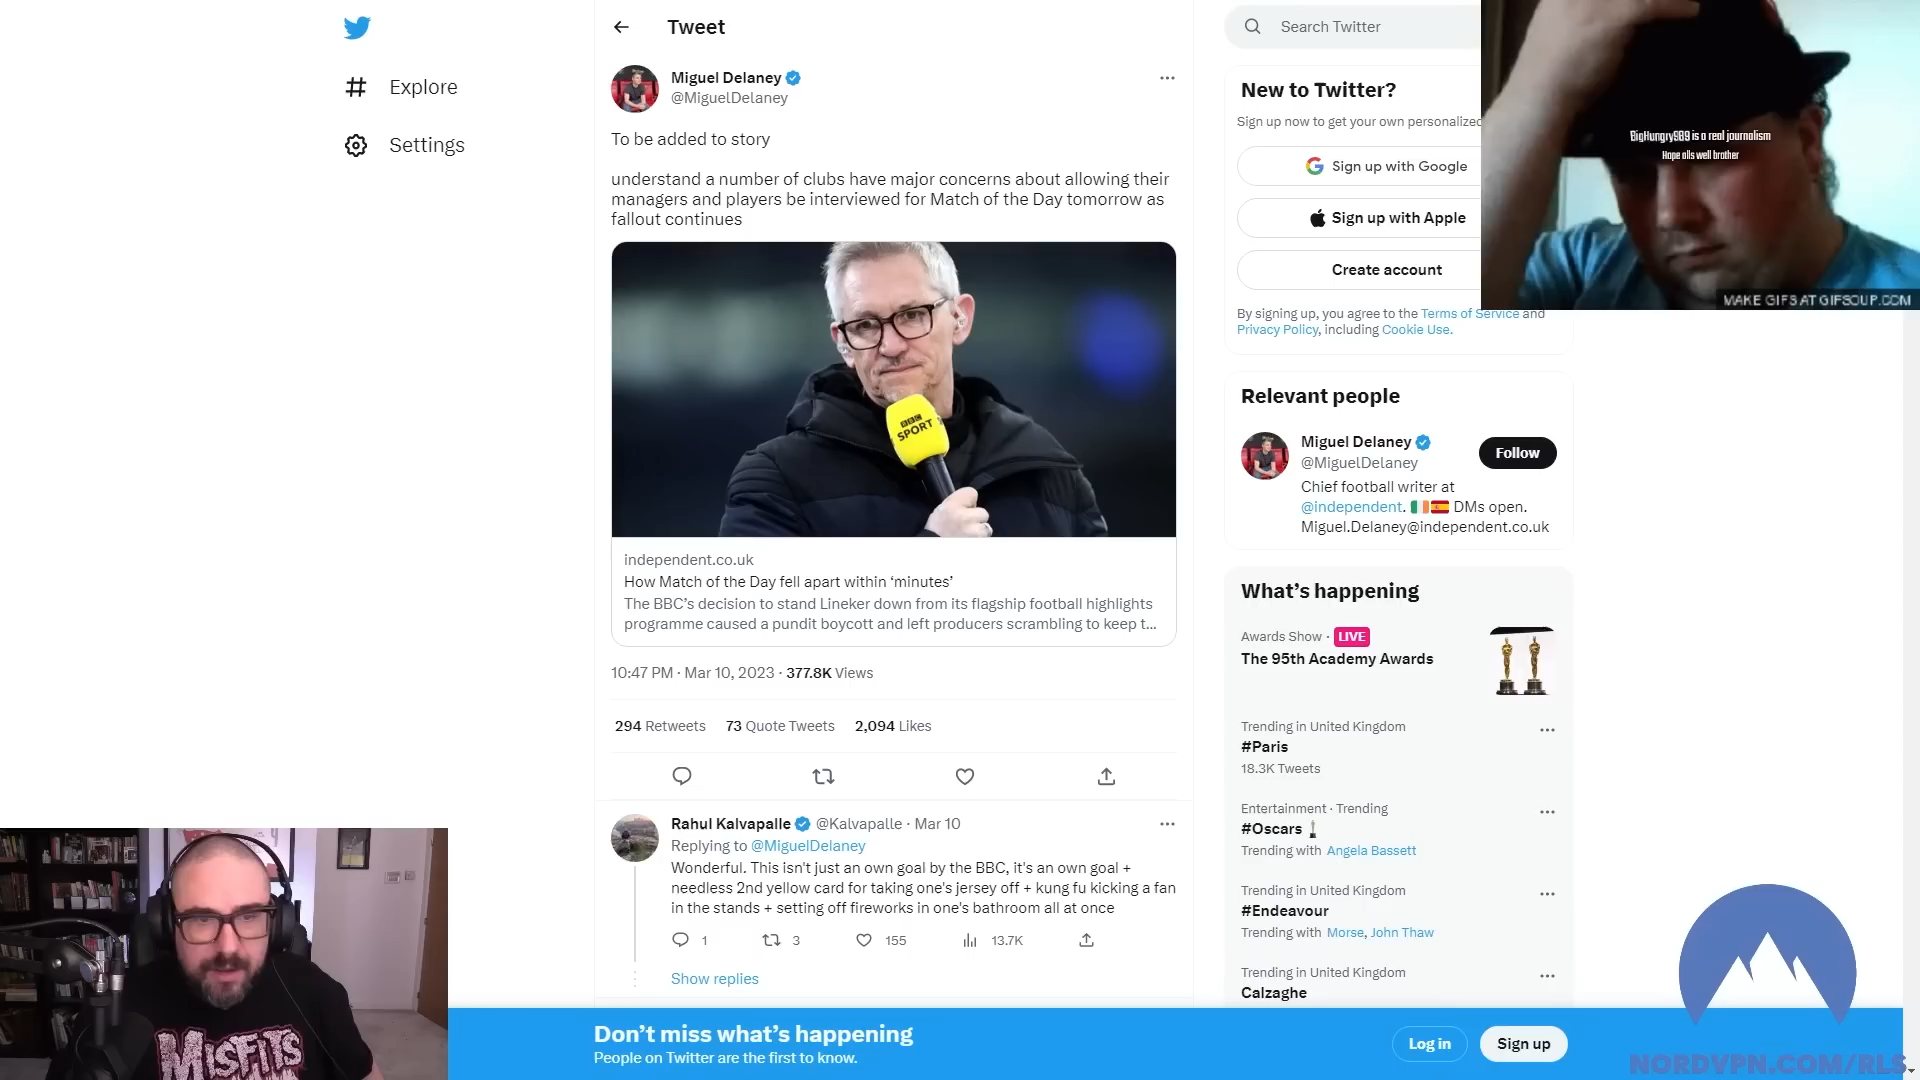 Tweet
Search Twitter
Explore
Settings
Miguel Delaney
@MiguelDelaney
To be added to story
understand a number of clubs have major concerns about allowing their
managers and players be interviewed for Match of the Day tomorrow as
fallout continues
BBC
SPORT
independent.co.uk
How Match of the Day fell apart within ‘minutes’
The BBC’s decision to stand Lineker down from its flagship football highlights
programme caused a pundit boycott and left producers scrambling to keep t...
10:47 PM · Mar 10, 2023 · 377.8K Views
294 Retweets 73 Quote Tweets 2,094 Likes
Rahul Kalvapalle @Kalvapalle · Mar 10
Replying to @MiguelDelaney
Wonderful. This isn't just an own goal by the BBC, it's an own goal +
needless 2nd yellow card for taking one's jersey off + kung fu kicking a fan
in the stands + setting off fireworks in one's bathroom all at once
1 3 155 13.7K
Show replies
New to Twitter?
Sign up now to get your own personalized
Sign up with Google
Sign up with Apple
Create account
By signing up, you agree to the Terms of Service and
Privacy Policy, including Cookie Use.
BigHungry989 is a real journalism
Hope alls well brother
MAKE GIFS AT GIFSOUP.COM
Relevant people
Miguel Delaney
@MiguelDelaney
Follow
Chief football writer at
@independent. DMs open.
Miguel.Delaney@independent.co.uk
What’s happening
Awards Show · LIVE
The 95th Academy Awards
Trending in United Kingdom
#Paris
18.3K Tweets
Entertainment · Trending
#Oscars
Trending with Angela Bassett
Trending in United Kingdom
#Endeavour
Trending with Morse, John Thaw
Trending in United Kingdom
Calzaghe
MISFITS
Don’t miss what’s happening
People on Twitter are the first to know.
Log in
Sign up
NORDVPN.COM/RLS